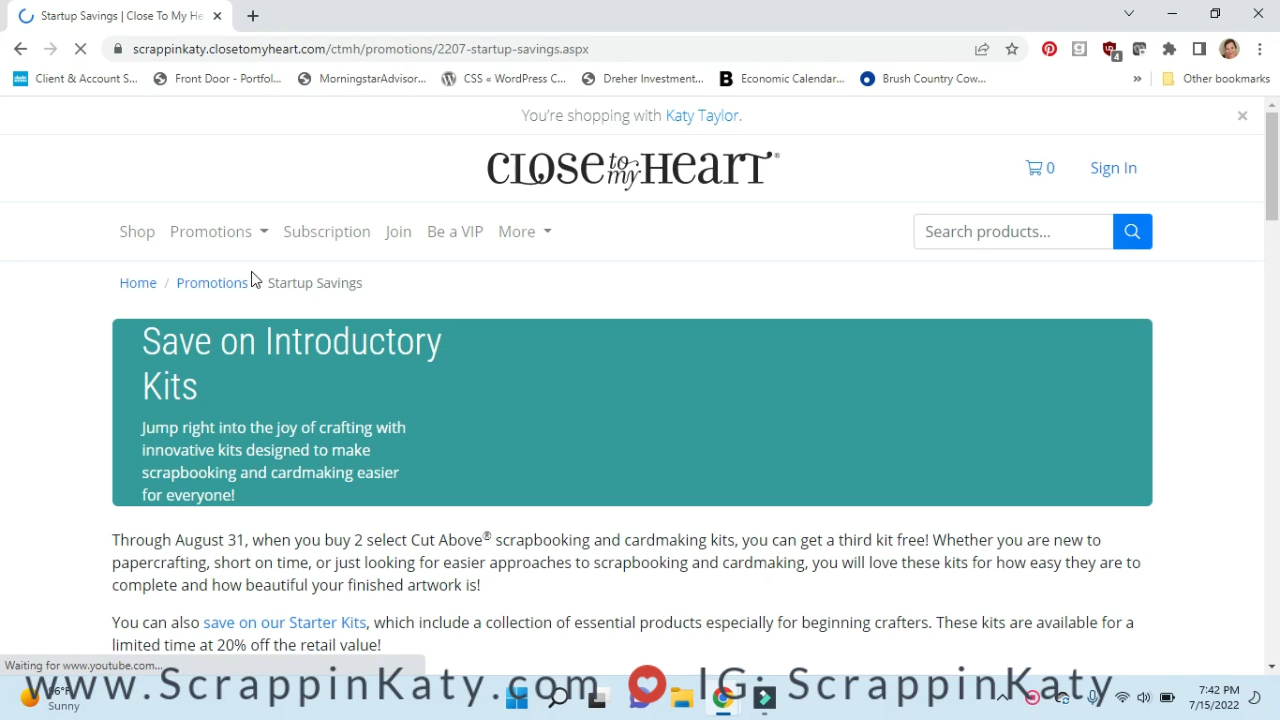 Startup Savings | Close To My He
scrappinkaty.closetomyheart.com/ctmh/promotions/2207-startup-savings.aspx
4
Client & Account S...
Front Door - Portfol...
MorningstarAdvisor...
CSS « WordPress C...
Dreher Investment...
Economic Calendar...
Brush Country Cow...
» Other bookmarks
You're shopping with Katy Taylor.
CLOSE to my HEART®
0 Sign In
Shop Promotions Subscription Join Be a VIP More
Search products...
Home / Promotions Startup Savings
Save on Introductory
Kits
Jump right into the joy of crafting with
innovative kits designed to make
scrapbooking and cardmaking easier
for everyone!
Through August 31, when you buy 2 select Cut Above® scrapbooking and cardmaking kits, you can get a third kit free! Whether you are new to
papercrafting, short on time, or just looking for easier approaches to scrapbooking and cardmaking, you will love these kits for how easy they are to
complete and how beautiful your finished artwork is!
You can also save on our Starter Kits, which include a collection of essential products especially for beginning crafters. These kits are available for a
limited time at 20% off the retail value!
Waiting for www.youtube.com...
www.ScrappinKaty.com IG: ScrappinKaty
Sunny
7:42 PM
7/15/2022